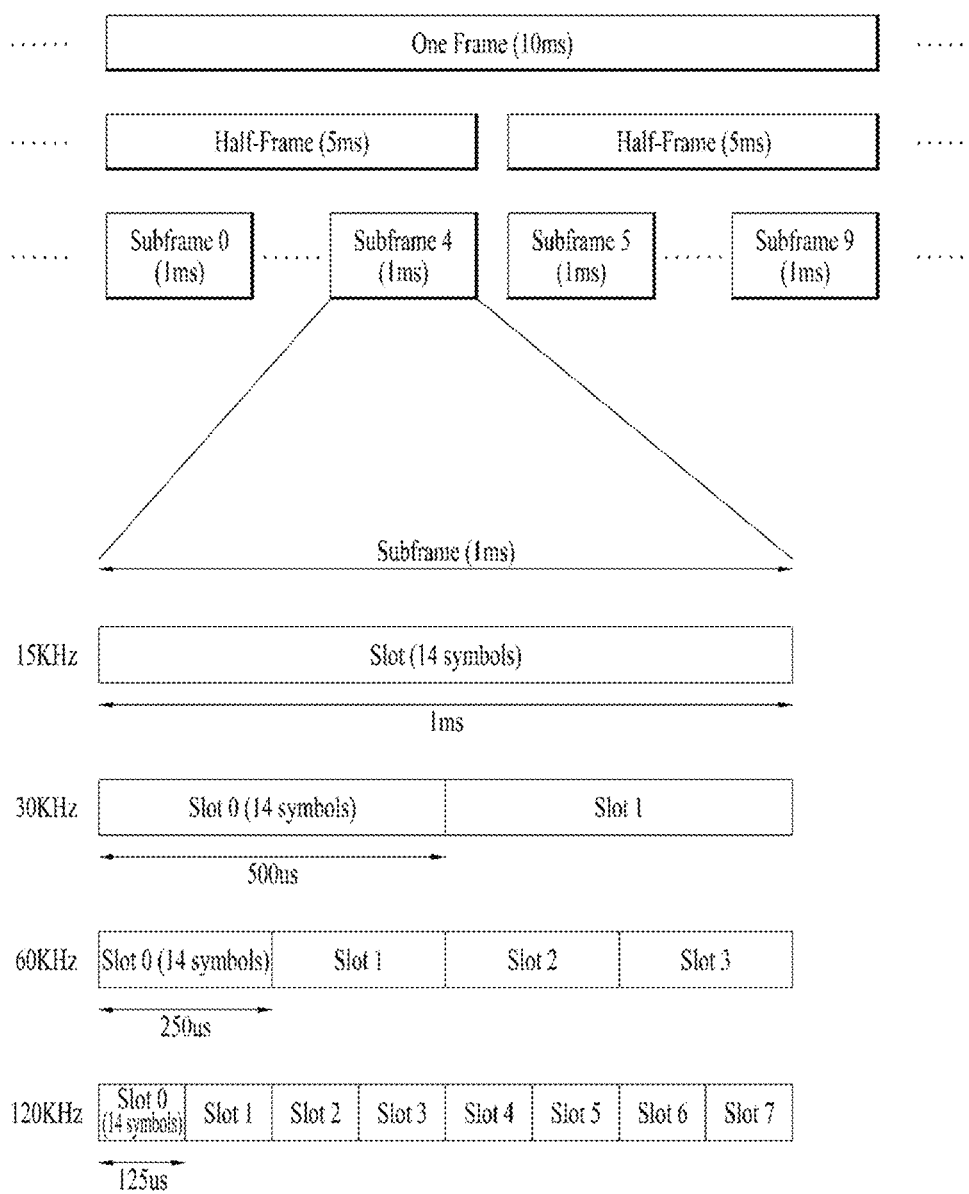 ...... One Frame (10ms) ......
...... Half-Frame (5ms) Half-Frame (5ms) ......
...... Subframe 0 ...... Subframe 4 Subframe 5 ...... Subframe 9 ......
(1ms) (1ms) (1ms) (1ms)
Subframe (1ms)
15KHz Slot (14 symbols)
1ms
30KHz Slot 0 (14 symbols) Slot 1
500us
60KHz Slot 0 (14 symbols) Slot 1 Slot 2 Slot 3
250us
120KHz Slot 0 Slot 1 Slot 2 Slot 3 Slot 4 Slot 5 Slot 6 Slot 7
(14 symbols)
125us